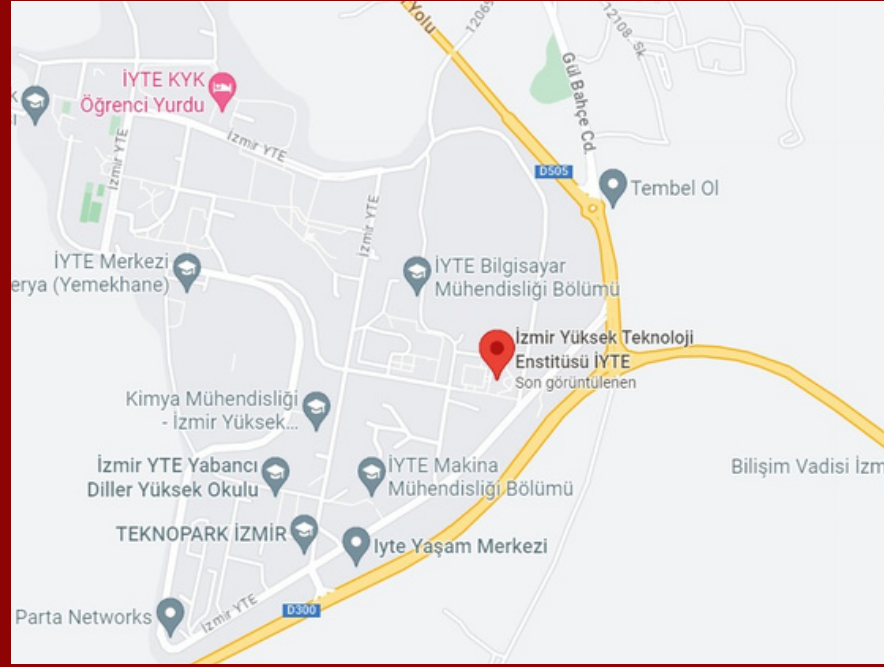 Yolu
12069
12108. Sk.
İYTE KYK
Öğrenci Yurdu
Gül Bahçe Cd.
İzmir YTE
İzmir YTE
D505
Tembel Ol
İzmir YTE
İYTE Merkezi
erya (Yemekhane)
İYTE Bilgisayar
Mühendisliği Bölümü
İzmir Yüksek Teknoloji
Enstitüsü İYTE
Son görüntülenen
Kimya Mühendisliği
- İzmir Yüksek...
İzmir YTE Yabancı
Diller Yüksek Okulu
İYTE Makina
Mühendisliği Bölümü
Bilişim Vadisi İzm
TEKNOPARK İZMİR
Iyte Yaşam Merkezi
Parta Networks
İzmir YTE
D300